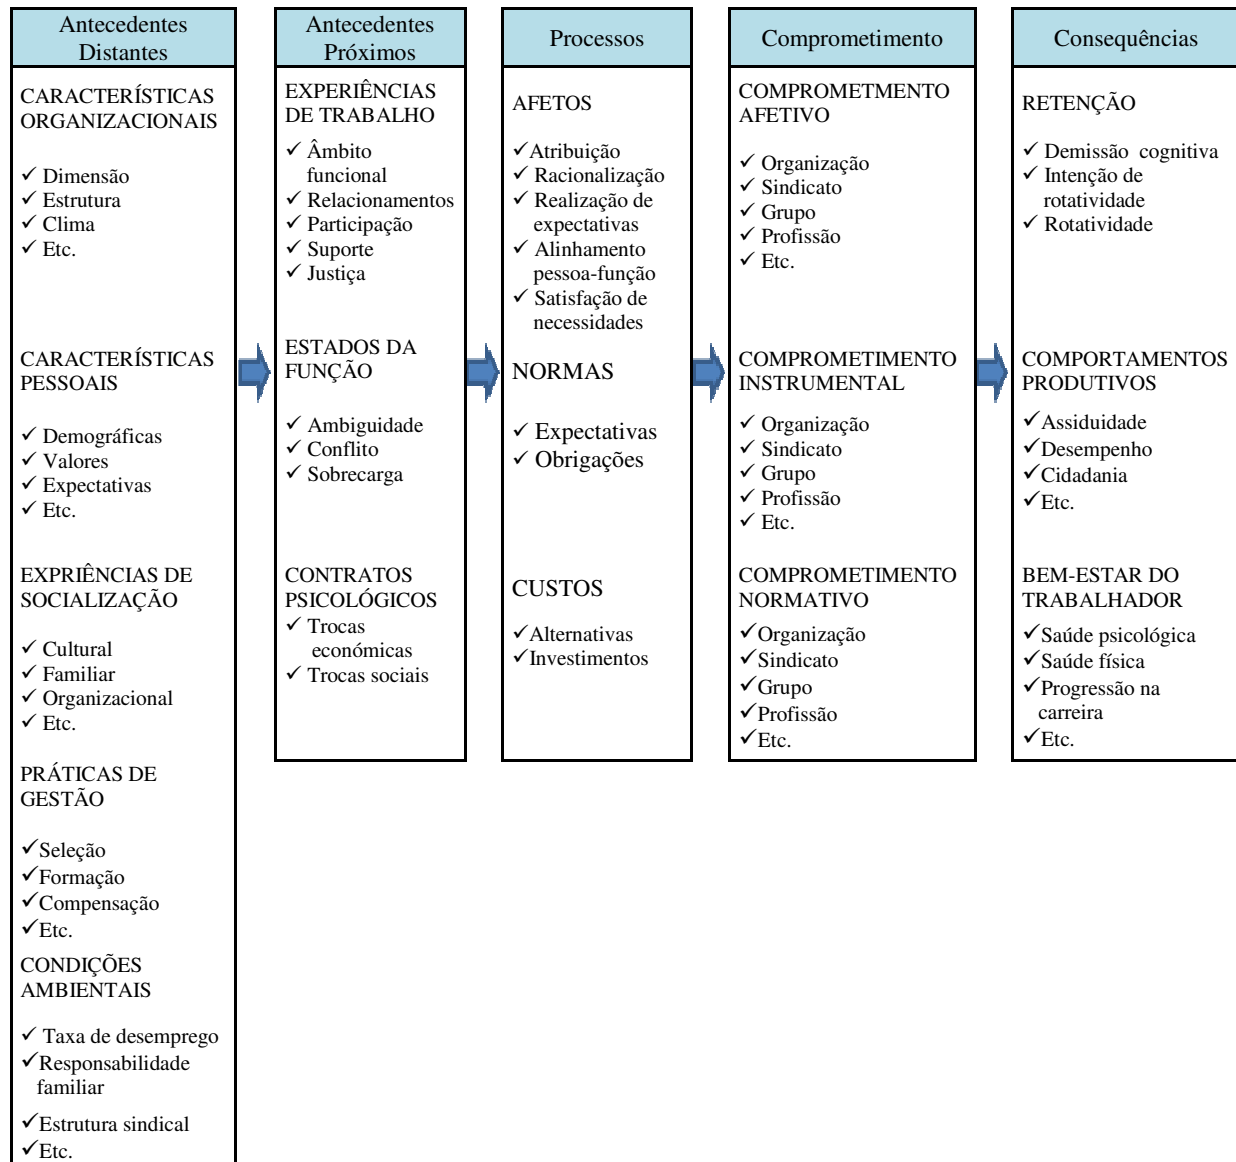 Antecedentes
Distantes
CARACTERÍSTICAS
ORGANIZACIONAIS
✓ Dimensão
✓ Estrutura
✓ Clima
✓ Etc.
CARACTERÍSTICAS
PESSOAIS
✓ Demográficas
✓ Valores
✓ Expectativas
✓ Etc.
EXPRIÊNCIAS DE
SOCIALIZAÇÃO
✓ Cultural
✓ Familiar
✓ Organizacional
✓ Etc.
PRÁTICAS DE
GESTÃO
✓Seleção
✓Formação
✓Compensação
✓Etc.
CONDIÇÕES
AMBIENTAIS
✓ Taxa de desemprego
✓Responsabilidade
familiar
✓Estrutura sindical
✓Etc.
Antecedentes
Próximos
EXPERIÊNCIAS
DE TRABALHO
✓ Âmbito
funcional
✓ Relacionamentos
✓ Participação
✓ Suporte
✓ Justiça
ESTADOS DA
FUNÇÃO
✓ Ambiguidade
✓ Conflito
✓ Sobrecarga
CONTRATOS
PSICOLÓGICOS
✓ Trocas
económicas
✓ Trocas sociais
Processos
AFETOS
✓Atribuição
✓ Racionalização
✓ Realização de
expectativas
✓ Alinhamento
pessoa-função
✓ Satisfação de
necessidades
NORMAS
✓ Expectativas
✓ Obrigações
CUSTOS
✓Alternativas
✓Investimentos
Comprometimento
COMPROMETMENTO
AFETIVO
✓ Organização
✓ Sindicato
✓ Grupo
✓ Profissão
✓ Etc.
COMPROMETIMENTO
INSTRUMENTAL
✓ Organização
✓ Sindicato
✓ Grupo
✓ Profissão
✓ Etc.
COMPROMETIMENTO
NORMATIVO
✓Organização
✓Sindicato
✓Grupo
✓Profissão
✓Etc.
Consequências
RETENÇÃO
✓ Demissão cognitiva
✓ Intenção de
rotatividade
✓ Rotatividade
COMPORTAMENTOS
PRODUTIVOS
✓Assiduidade
✓Desempenho
✓Cidadania
✓Etc.
BEM-ESTAR DO
TRABALHADOR
✓Saúde psicológica
✓Saúde física
✓Progressão na
carreira
✓Etc.